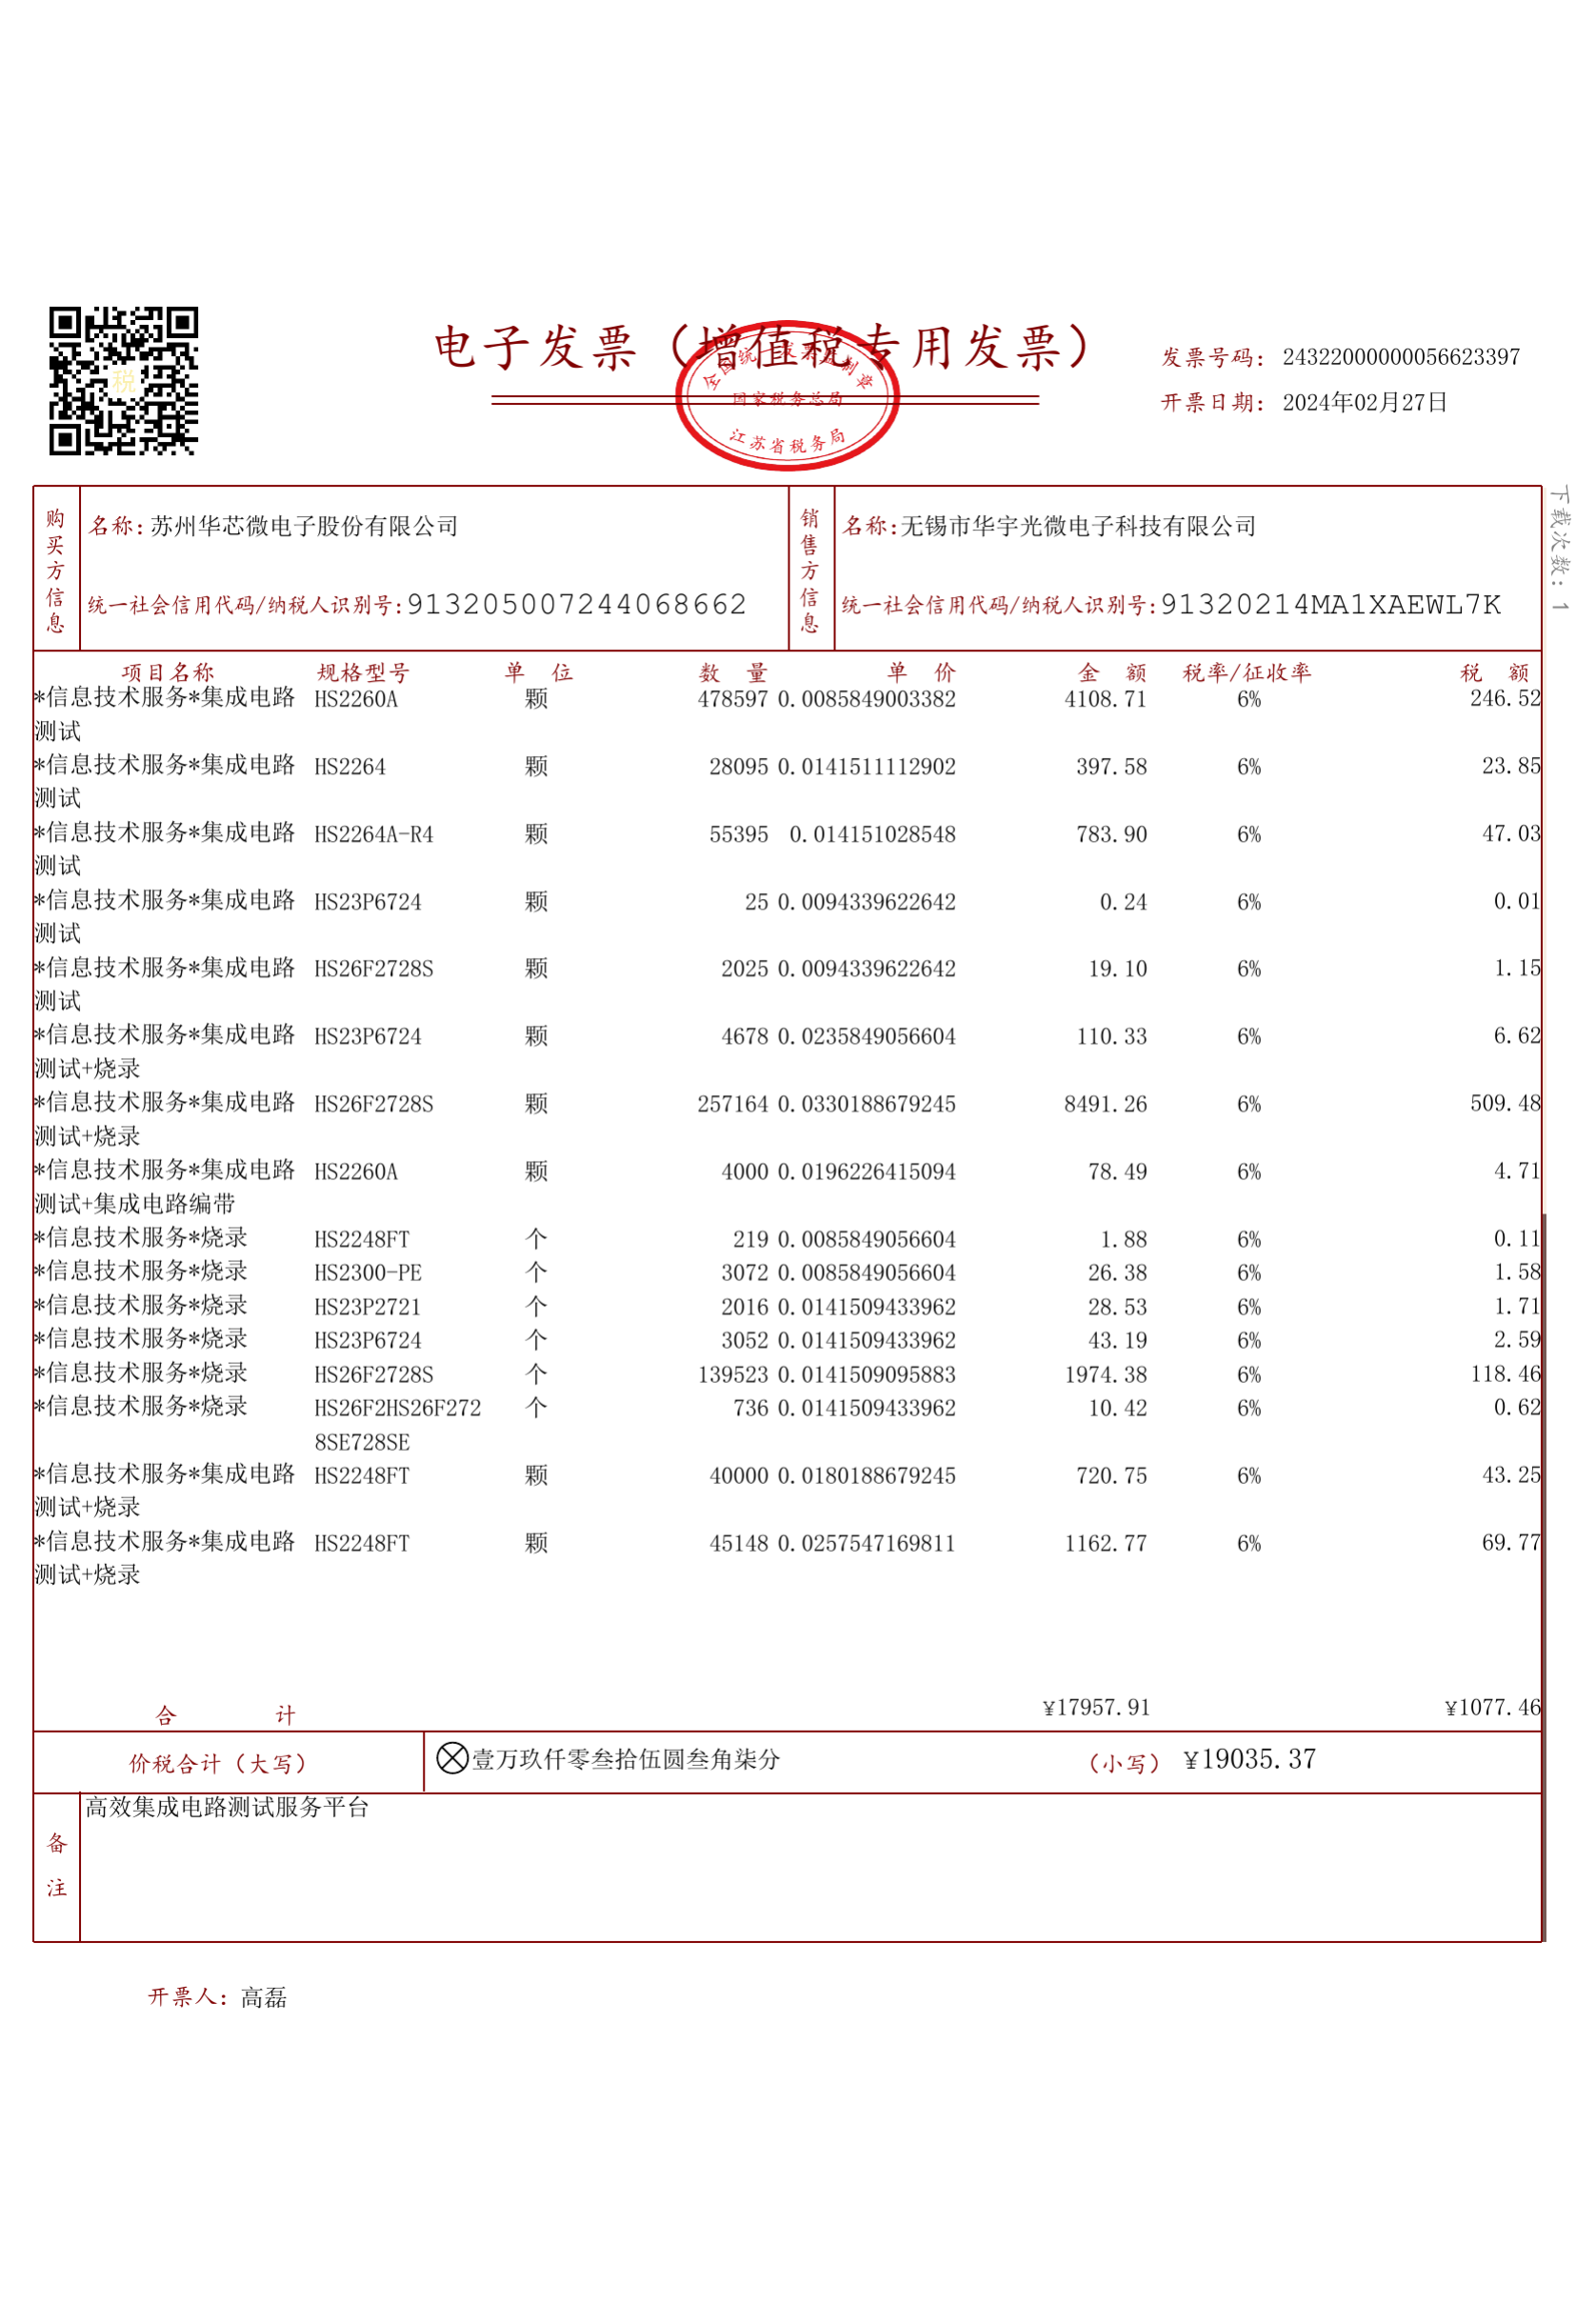 电子发票（增值税专用发票）
全国统一发票监制章
国家税务总局
江苏省税务局
税
发票号码：24322000000056623397
开票日期：2024年02月27日
下载次数：1
购买方信息
名称：苏州华芯微电子股份有限公司
统一社会信用代码/纳税人识别号：913205007244068662
销售方信息
名称：无锡市华宇光微电子科技有限公司
统一社会信用代码/纳税人识别号：91320214MA1XAEWL7K
项目名称 规格型号 单 位 数 量 单 价 金 额 税率/征收率 税 额
*信息技术服务*集成电路 HS2260A 颗 478597 0.0085849003382 4108.71 6% 246.52
测试
*信息技术服务*集成电路 HS2264 颗 28095 0.0141511112902 397.58 6% 23.85
测试
*信息技术服务*集成电路 HS2264A-R4 颗 55395 0.014151028548 783.90 6% 47.03
测试
*信息技术服务*集成电路 HS23P6724 颗 25 0.0094339622642 0.24 6% 0.01
测试
*信息技术服务*集成电路 HS26F2728S 颗 2025 0.0094339622642 19.10 6% 1.15
测试
*信息技术服务*集成电路 HS23P6724 颗 4678 0.0235849056604 110.33 6% 6.62
测试+烧录
*信息技术服务*集成电路 HS26F2728S 颗 257164 0.0330188679245 8491.26 6% 509.48
测试+烧录
*信息技术服务*集成电路 HS2260A 颗 4000 0.0196226415094 78.49 6% 4.71
测试+集成电路编带
*信息技术服务*烧录 HS2248FT 个 219 0.0085849056604 1.88 6% 0.11
*信息技术服务*烧录 HS2300-PE 个 3072 0.0085849056604 26.38 6% 1.58
*信息技术服务*烧录 HS23P2721 个 2016 0.0141509433962 28.53 6% 1.71
*信息技术服务*烧录 HS23P6724 个 3052 0.0141509433962 43.19 6% 2.59
*信息技术服务*烧录 HS26F2728S 个 139523 0.0141509095883 1974.38 6% 118.46
*信息技术服务*烧录 HS26F2HS26F272 个 736 0.0141509433962 10.42 6% 0.62
8SE728SE
*信息技术服务*集成电路 HS2248FT 颗 40000 0.0180188679245 720.75 6% 43.25
测试+烧录
*信息技术服务*集成电路 HS2248FT 颗 45148 0.0257547169811 1162.77 6% 69.77
测试+烧录
合 计 ¥17957.91 ¥1077.46
价税合计（大写） 壹万玖仟零叁拾伍圆叁角柒分 （小写） ¥19035.37
备注
高效集成电路测试服务平台
开票人：高磊